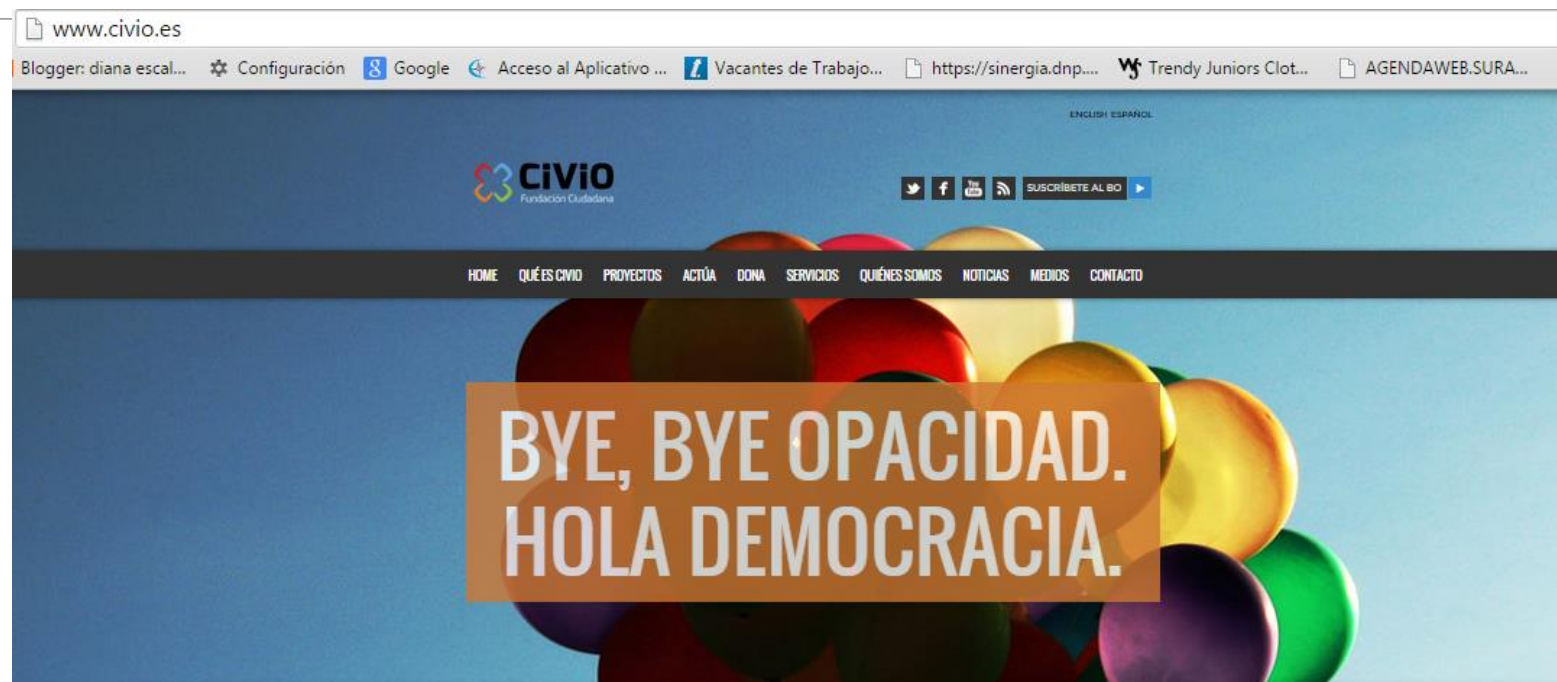 www.civio.es
Blogger: diana escal... Configuración Google Acceso al Aplicativo ... Vacantes de Trabajo... https://sinergia.dnp.... Trendy Juniors Clot... AGENDAWEB.SURA...
ENGLISH ESPAÑOL
CiViO
Fundación Ciudadana
You Tube SUSCRÍBETE AL BO
HOME QUÉ ES CIVIO PROYECTOS ACTÚA DONA SERVICIOS QUIÉNES SOMOS NOTICIAS MEDIOS CONTACTO
BYE, BYE OPACIDAD.
HOLA DEMOCRACIA.